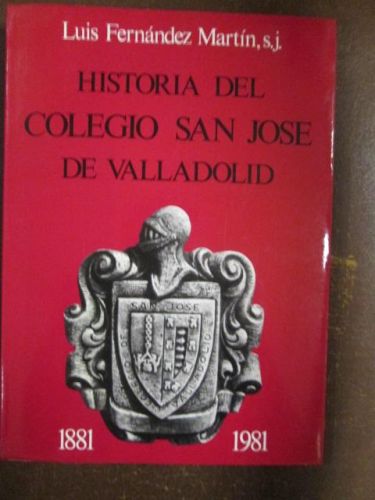 Luis Fernández Martín, s.j.
HISTORIA DEL
COLEGIO SAN JOSE
DE VALLADOLID
SAN JOSE
1881 1981